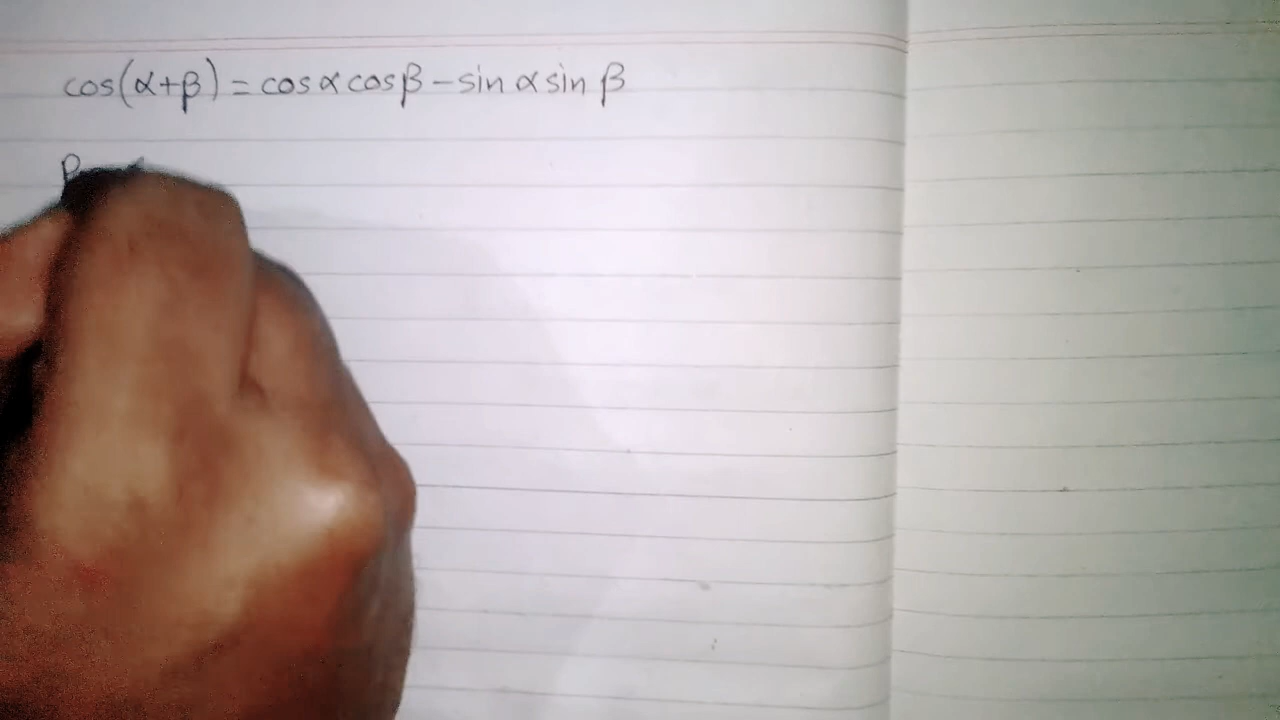 cos(α+β) = cosα cosβ − sin α sin β